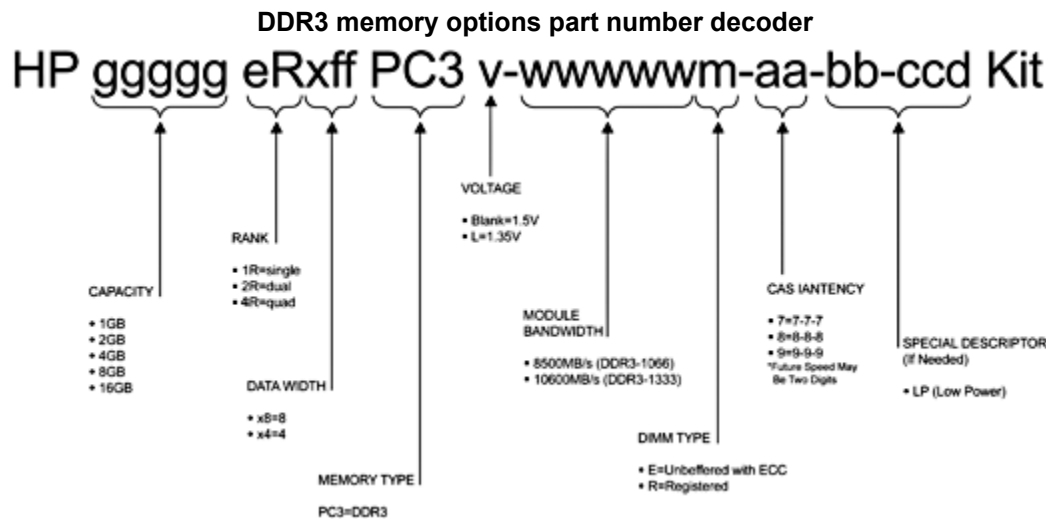 DDR3 memory options part number decoder
HP ggggg eRxff PC3 v-wwwwwm-aa-bb-ccd Kit
VOLTAGE
▪ Blank=1.5V
▪ L=1.35V
RANK
▪ 1R=single
▪ 2R=dual
▪ 4R=quad
CAPACITY
+ 1GB
+ 2GB
+ 4GB
+ 8GB
+ 16GB
CAS IANTENCY
▪ 7=7-7-7
▪ 8=8-8-8
▪ 9=9-9-9
*Future Speed May
Be Two Digits
MODULE
BANDWIDTH
▪ 8500MB/s (DDR3-1066)
▪ 10600MB/s (DDR3-1333)
SPECIAL DESCRIPTOR
(If Needed)
+ LP (Low Power)
DATA WIDTH
+ x8=8
+ x4=4
DIMM TYPE
▪ E=Unbeffered with ECC
▪ R=Registered
MEMORY TYPE
PC3=DDR3